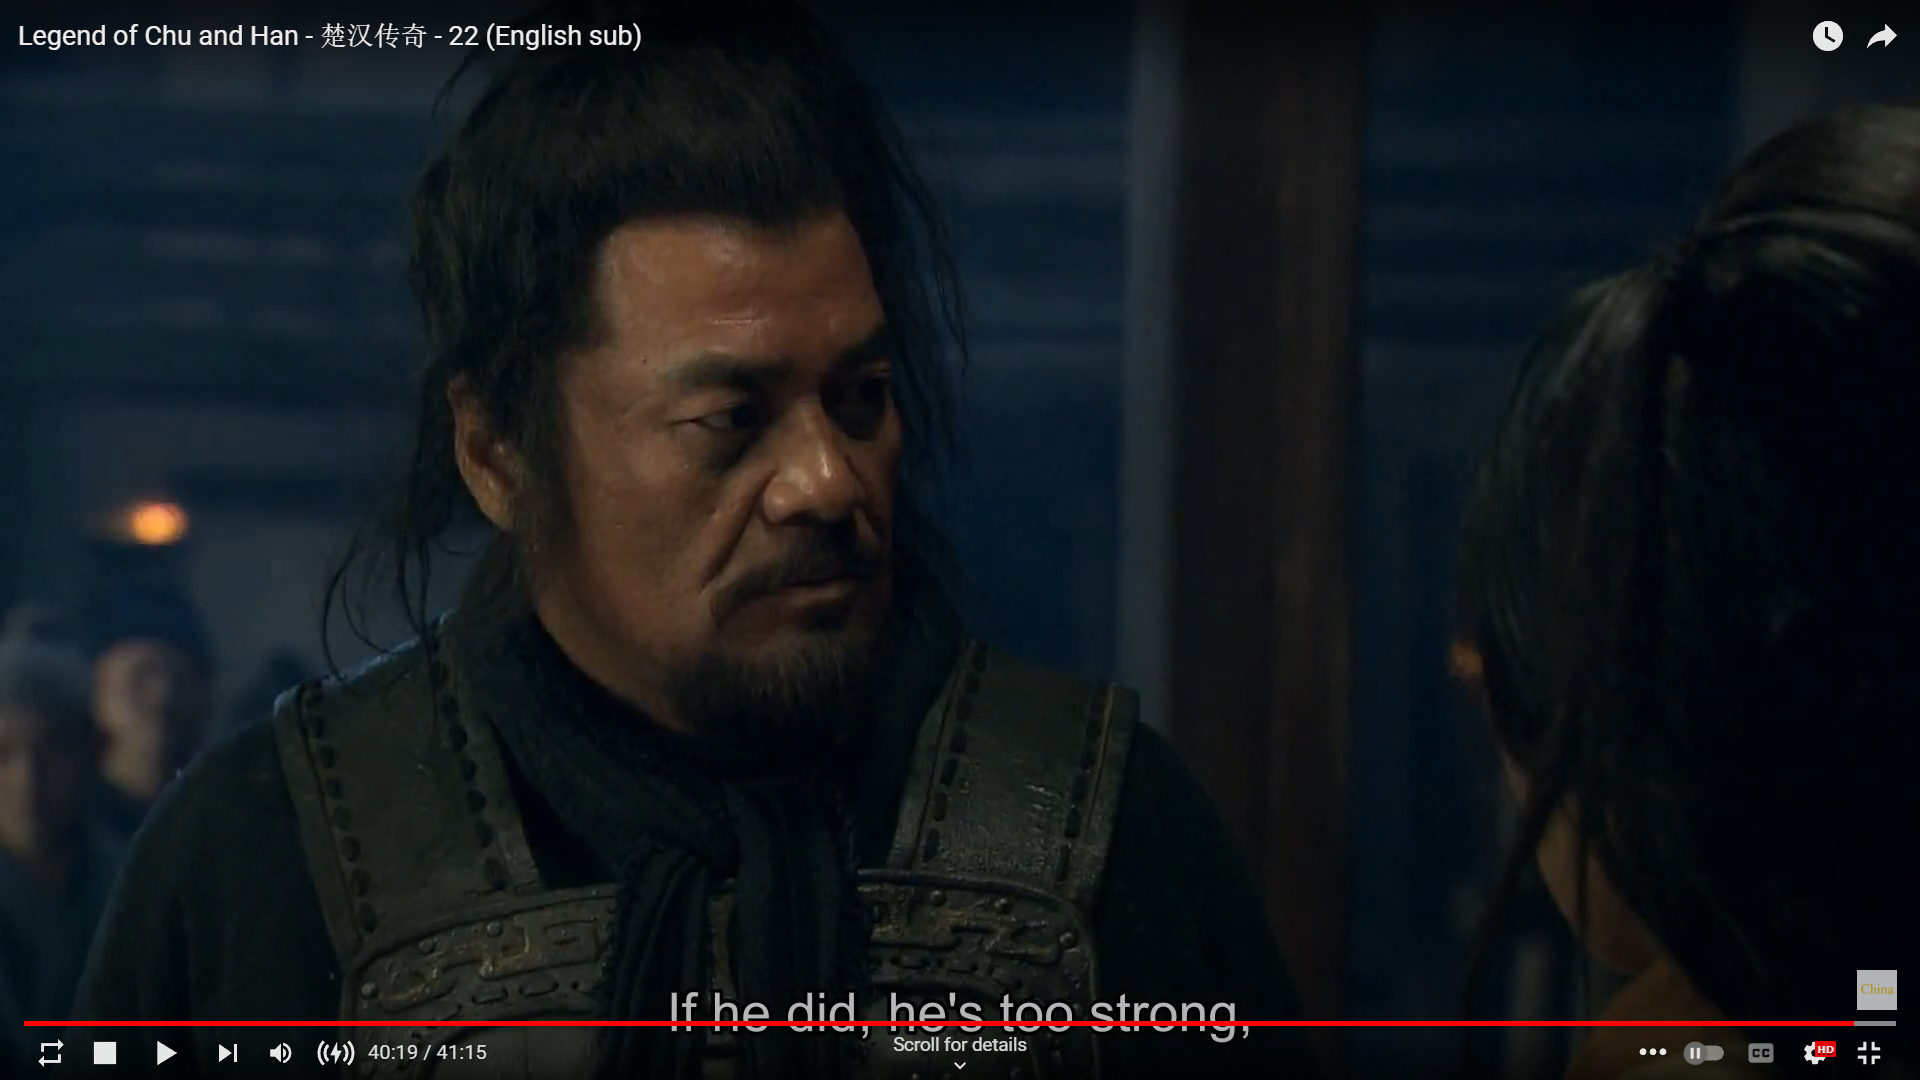 Legend of Chu and Han - 楚汉传奇 - 22 (English sub)
China
If he did, he's too strong,
Scroll for details
40:19 / 41:15
CC
HD